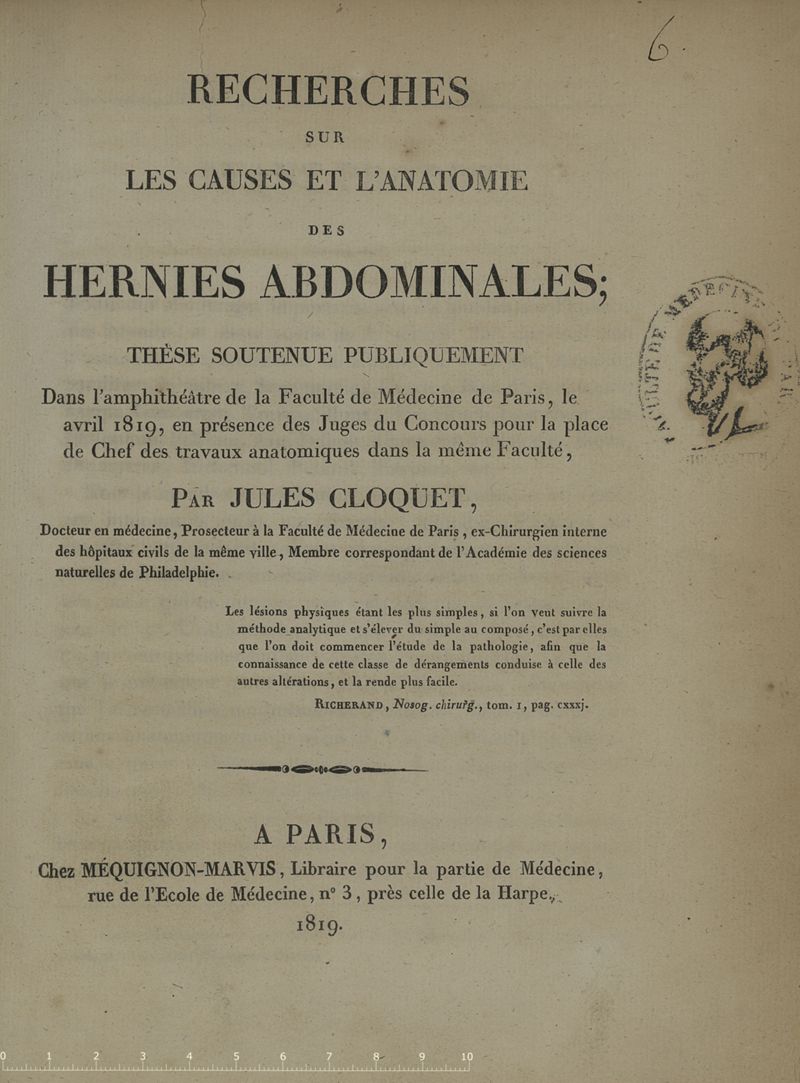 6.
RECHERCHES
SUR
LES CAUSES ET L'ANATOMIE
DES
HERNIES ABDOMINALES;
THÈSE SOUTENUE PUBLIQUEMENT
Dans l'amphithéâtre de la Faculté de Médecine de Paris, le
avril 1819, en présence des Juges du Concours pour la place
de Chef des travaux anatomiques dans la même Faculté,
PAR JULES CLOQUET,
Docteur en médecine, Prosecteur à la Faculté de Médecine de Paris, ex-Chirurgien interne
des hôpitaux civils de la même ville, Membre correspondant de l'Académie des sciences
naturelles de Philadelphie.
Les lésions physiques étant les plus simples, si l'on veut suivre la
méthode analytique et s'élever du simple au composé, c'est par elles
que l'on doit commencer l'étude de la pathologie, afin que la
connaissance de cette classe de dérangements conduise à celle des
autres altérations, et la rende plus facile.
RICHERAND, Nosog. chirurg., tom. 1, pag. cxxxj.
A PARIS,
Chez MÉQUIGNON-MARVIS, Libraire pour la partie de Médecine,
rue de l'Ecole de Médecine, n° 3, près celle de la Harpe.
1819.
0 1 2 3 4 5 6 7 8 9 10